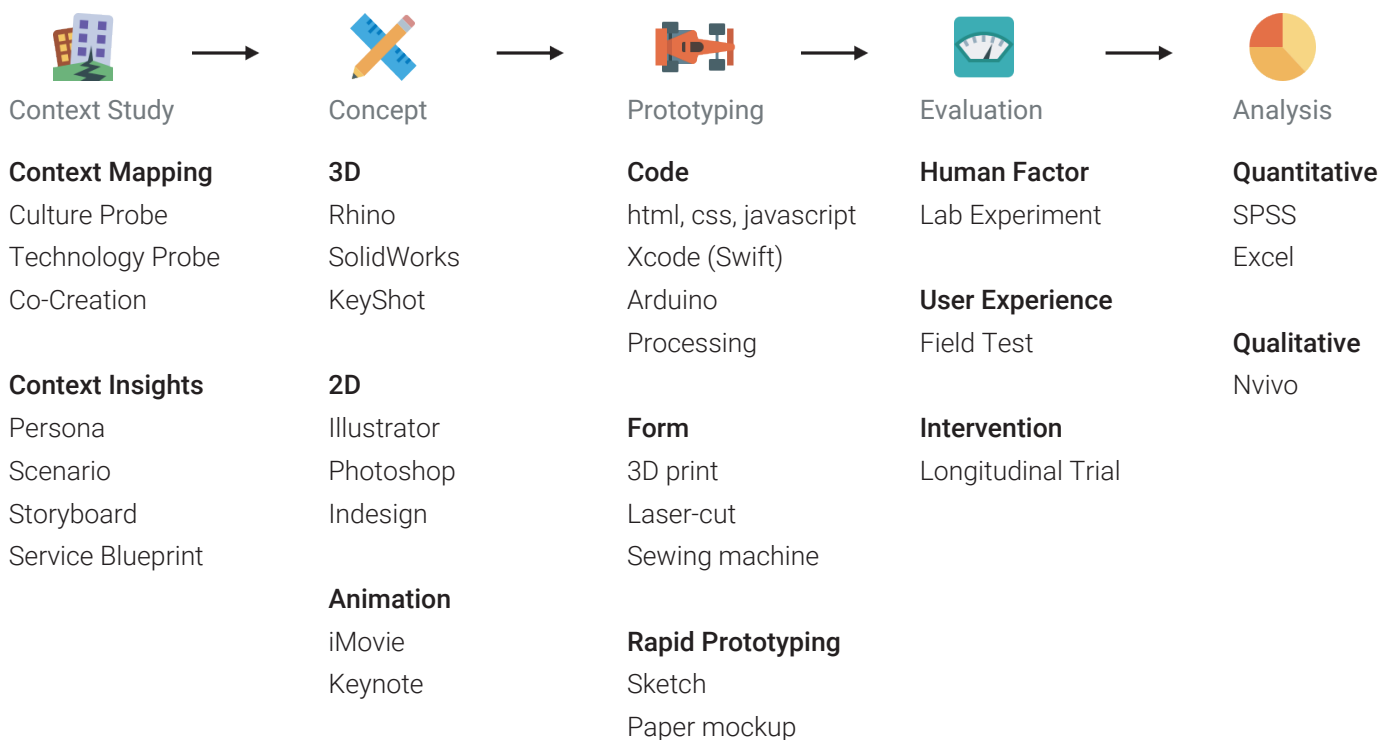 Context Study
Concept
Prototyping
Evaluation
Analysis
Context Mapping
Culture Probe
Technology Probe
Co-Creation
Context Insights
Persona
Scenario
Storyboard
Service Blueprint
3D
Rhino
SolidWorks
KeyShot
2D
Illustrator
Photoshop
Indesign
Animation
iMovie
Keynote
Code
html, css, javascript
Xcode (Swift)
Arduino
Processing
Form
3D print
Laser-cut
Sewing machine
Rapid Prototyping
Sketch
Paper mockup
Human Factor
Lab Experiment
User Experience
Field Test
Intervention
Longitudinal Trial
Quantitative
SPSS
Excel
Qualitative
Nvivo